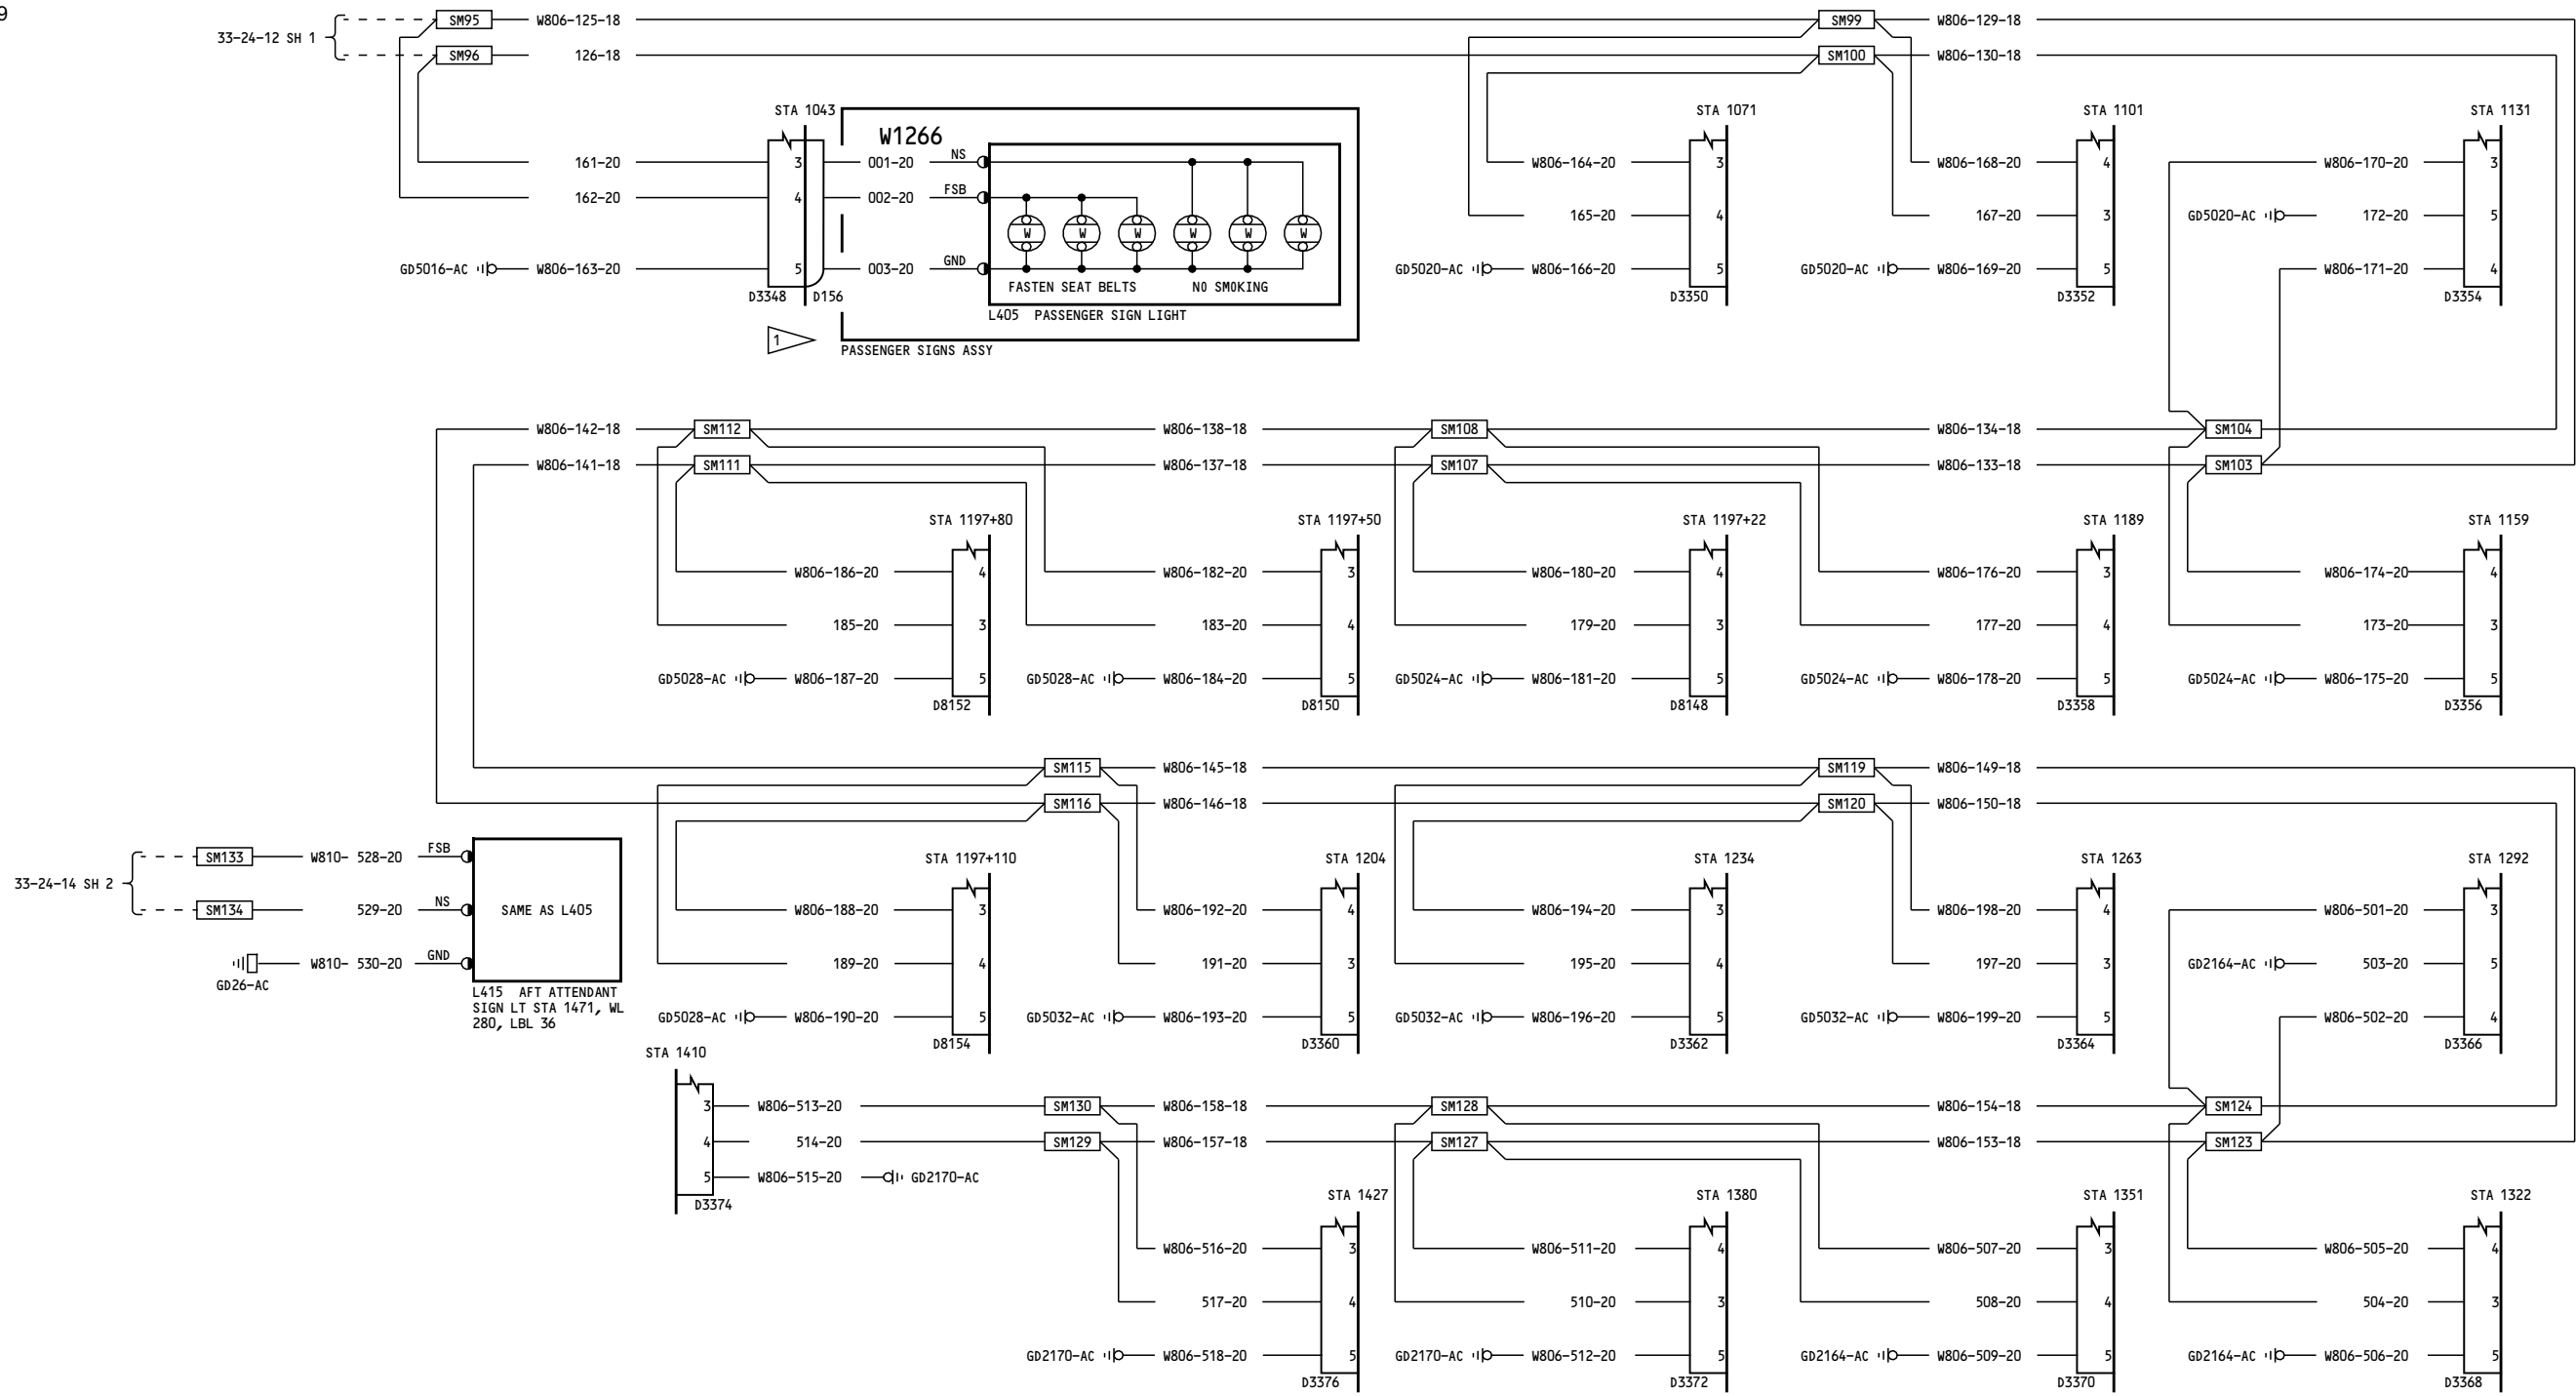 9
33-24-12 SH 1
SM95 W806-125-18 SM99 W806-129-18
SM96 126-18 SM100 W806-130-18
STA 1043 STA 1071 STA 1101 STA 1131
W1266
161-20 3 001-20 NS W806-164-20 3 W806-168-20 4 W806-170-20 3
162-20 4 002-20 FSB
W W W W W W
165-20 4 167-20 3 GD5020-AC 172-20 5
GD5016-AC W806-163-20 5 003-20 GND GD5020-AC W806-166-20 5 GD5020-AC W806-169-20 5 W806-171-20 4
FASTEN SEAT BELTS NO SMOKING
D3348 D156 D3350 D3352 D3354
L405 PASSENGER SIGN LIGHT
1
PASSENGER SIGNS ASSY
W806-142-18 SM112 W806-138-18 SM108 W806-134-18 SM104
W806-141-18 SM111 W806-137-18 SM107 W806-133-18 SM103
STA 1197+80 STA 1197+50 STA 1197+22 STA 1189 STA 1159
W806-186-20 4 W806-182-20 3 W806-180-20 4 W806-176-20 3 W806-174-20 4
185-20 3 183-20 4 179-20 3 177-20 4 173-20 3
GD5028-AC W806-187-20 5 GD5028-AC W806-184-20 5 GD5024-AC W806-181-20 5 GD5024-AC W806-178-20 5 GD5024-AC W806-175-20 5
D8152 D8150 D8148 D3358 D3356
SM115 W806-145-18 SM119 W806-149-18
SM116 W806-146-18 SM120 W806-150-18
33-24-14 SH 2
SM133 W810- 528-20 FSB
SM134 529-20 NS SAME AS L405
W810- 530-20 GND
GD26-AC
L415 AFT ATTENDANT
SIGN LT STA 1471, WL
280, LBL 36
STA 1197+110 STA 1204 STA 1234 STA 1263 STA 1292
W806-188-20 3 W806-192-20 4 W806-194-20 3 W806-198-20 4 W806-501-20 3
189-20 4 191-20 3 195-20 4 197-20 3 GD2164-AC 503-20 5
GD5028-AC W806-190-20 5 GD5032-AC W806-193-20 5 GD5032-AC W806-196-20 5 GD5032-AC W806-199-20 5 W806-502-20 4
D8154 D3360 D3362 D3364 D3366
STA 1410
3 W806-513-20 SM130 W806-158-18 SM128 W806-154-18 SM124
4 514-20 SM129 W806-157-18 SM127 W806-153-18 SM123
5 W806-515-20 GD2170-AC
D3374
STA 1427 STA 1380 STA 1351 STA 1322
W806-516-20 3 W806-511-20 4 W806-507-20 3 W806-505-20 4
517-20 4 510-20 3 508-20 4 504-20 3
GD2170-AC W806-518-20 5 GD2170-AC W806-512-20 5 GD2164-AC W806-509-20 5 GD2164-AC W806-506-20 5
D3376 D3372 D3370 D3368